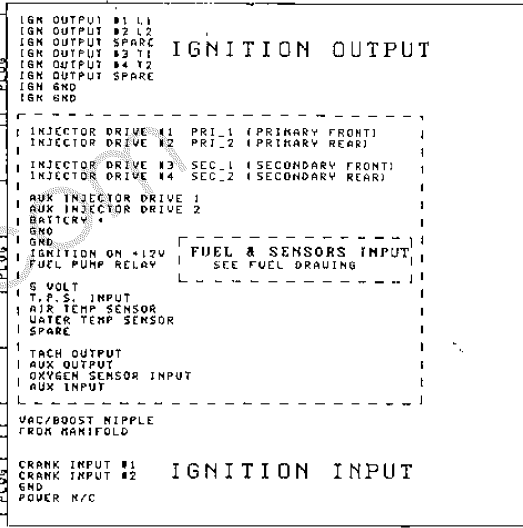 IGN OUTPUT #1 L1
IGN OUTPUT #2 L2
IGN OUTPUT SPARE
IGN OUTPUT #3 T1
IGN OUTPUT #4 T2
IGN OUTPUT SPARE
IGN GND
IGN GND
IGNITION OUTPUT
INJECTOR DRIVE #1 PRI_1 (PRIMARY FRONT)
INJECTOR DRIVE #2 PRI_2 (PRIMARY REAR)
INJECTOR DRIVE #3 SEC_1 (SECONDARY FRONT)
INJECTOR DRIVE #4 SEC_2 (SECONDARY REAR)
AUX INJECTOR DRIVE 1
AUX INJECTOR DRIVE 2
BATTERY +
GND
GND
IGNITION ON +12V
FUEL PUMP RELAY
FUEL & SENSORS INPUT
SEE FUEL DRAWING
5 VOLT
T.P.S. INPUT
AIR TEMP SENSOR
WATER TEMP SENSOR
SPARE
TACH OUTPUT
AUX OUTPUT
OXYGEN SENSOR INPUT
AUX INPUT
VAC/BOOST NIPPLE
FROM MANIFOLD
CRANK INPUT #1
CRANK INPUT #2
GND
POWER N/C
IGNITION INPUT
PLUG
PLUG 1
PLUG
com